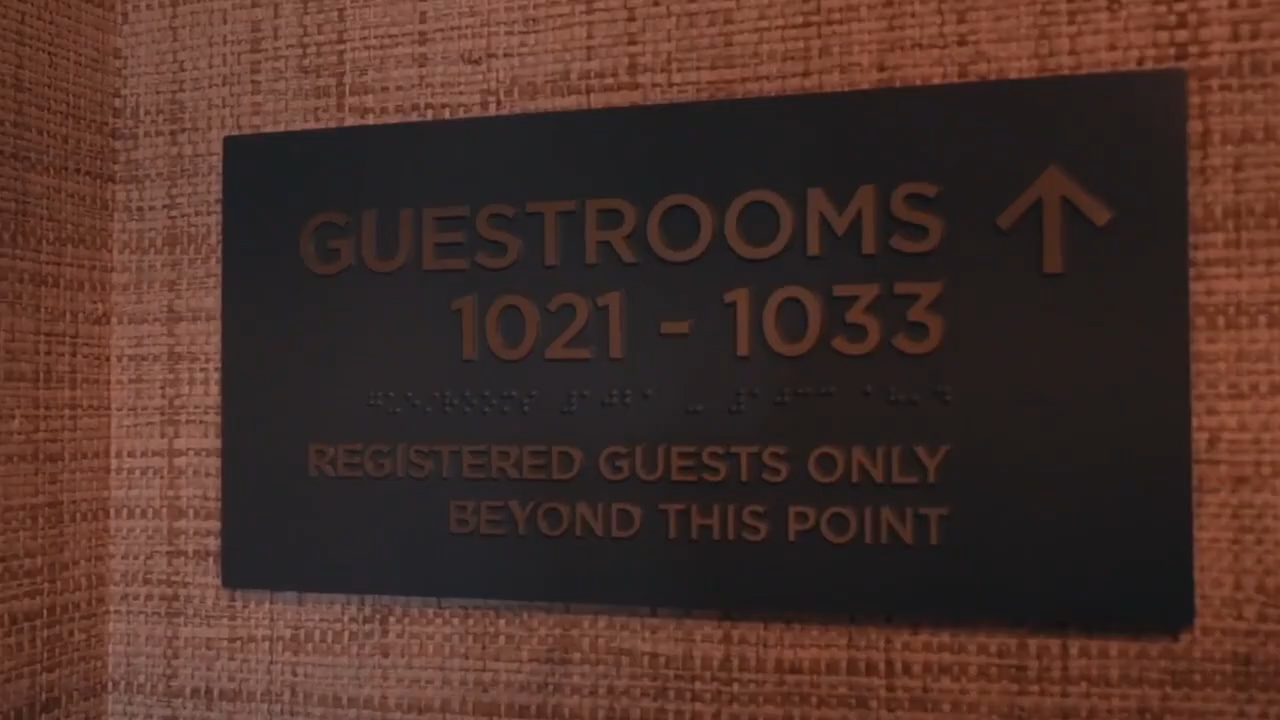 GUESTROOMS ↑
1021 - 1033
REGISTERED GUESTS ONLY
BEYOND THIS POINT